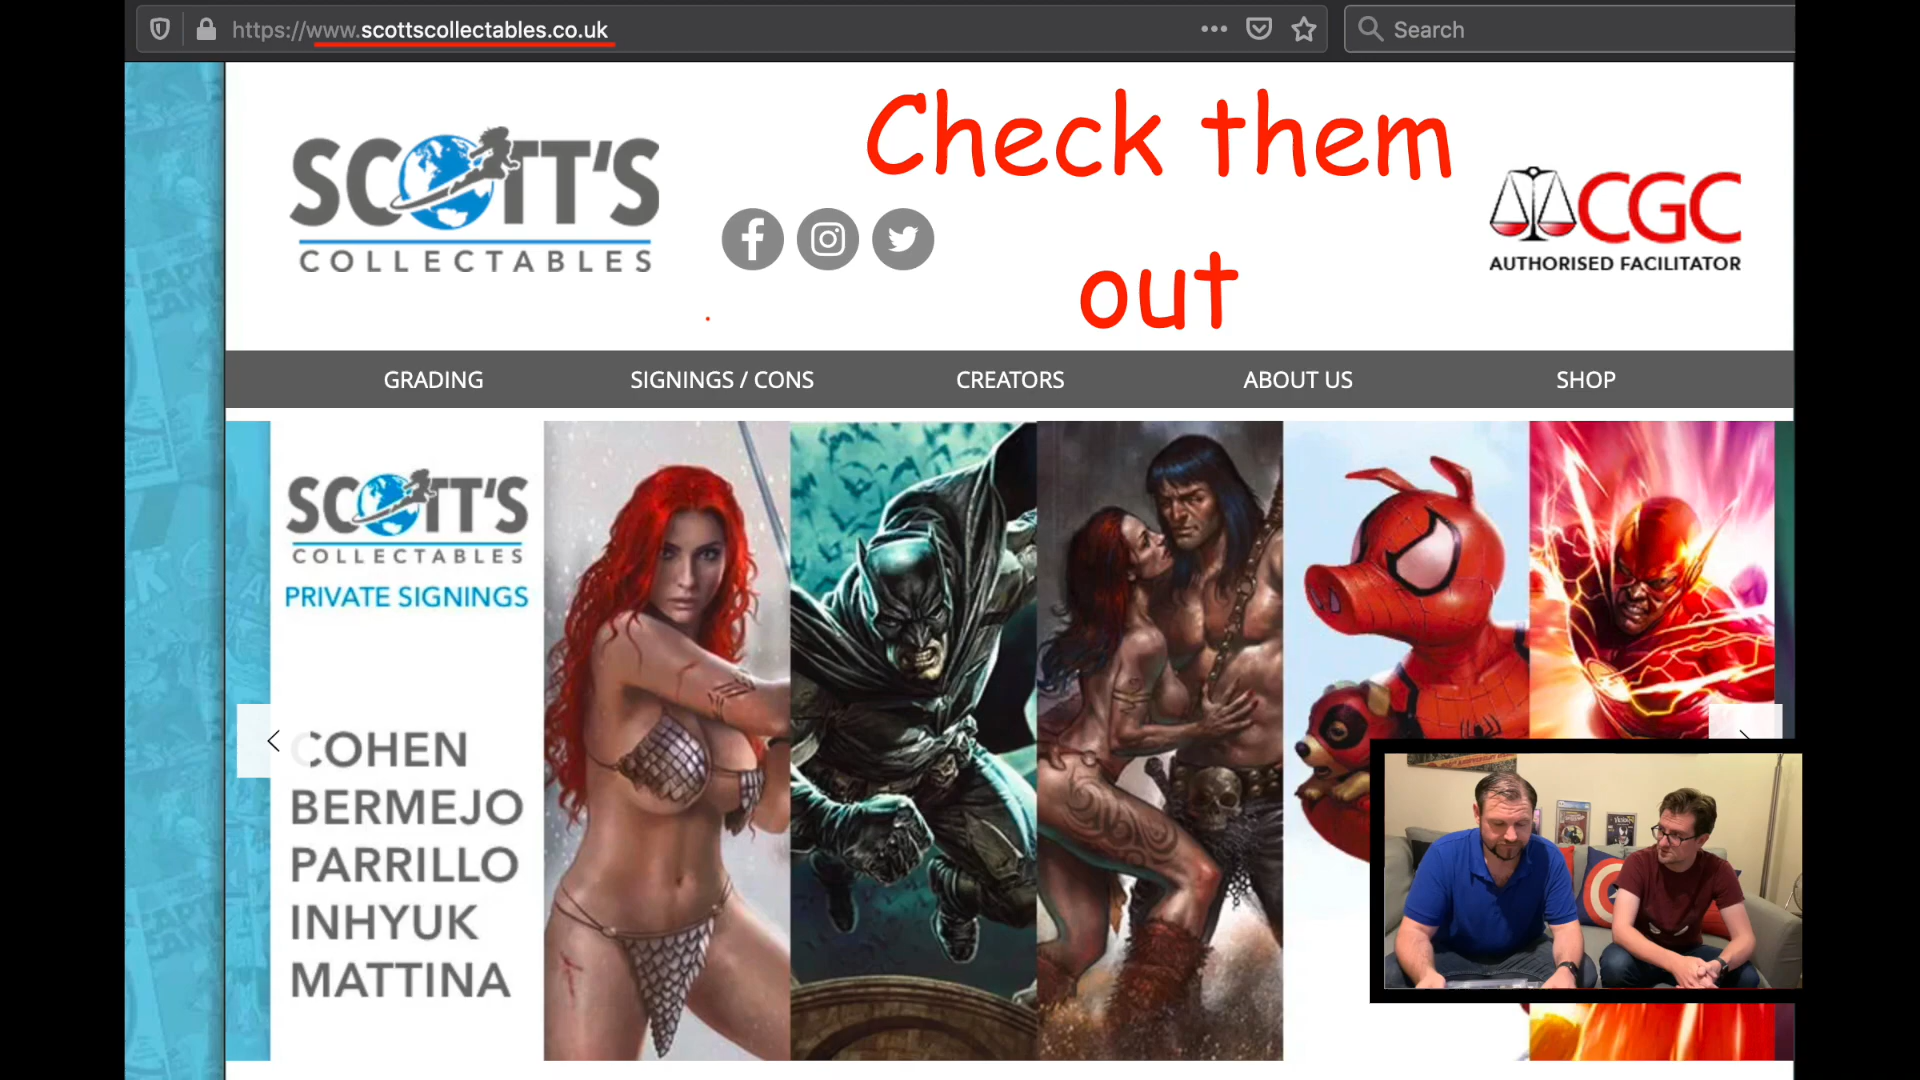 https://www.scottscollectables.co.uk
Search
Check them
out
SCOTT'S
COLLECTABLES
CGC
AUTHORISED FACILITATOR
GRADING
SIGNINGS / CONS
CREATORS
ABOUT US
SHOP
SCOTT'S
COLLECTABLES
PRIVATE SIGNINGS
COHEN
BERMEJO
PARRILLO
INHYUK
MATTINA